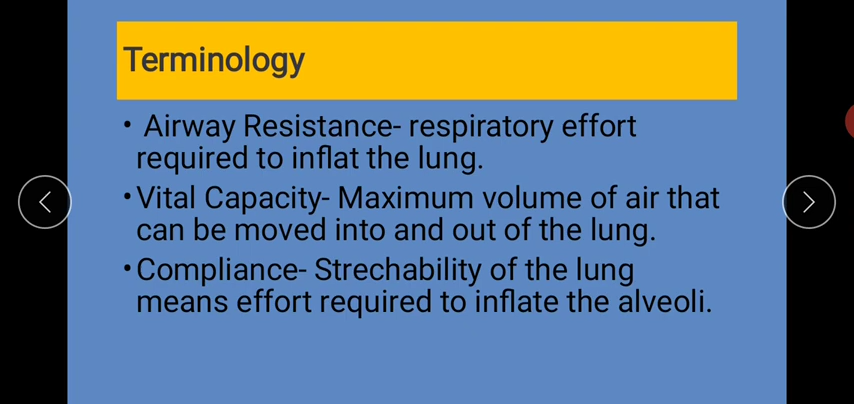 Terminology
• Airway Resistance- respiratory effort
required to inflat the lung.
• Vital Capacity- Maximum volume of air that
can be moved into and out of the lung.
• Compliance- Strechability of the lung
means effort required to inflate the alveoli.